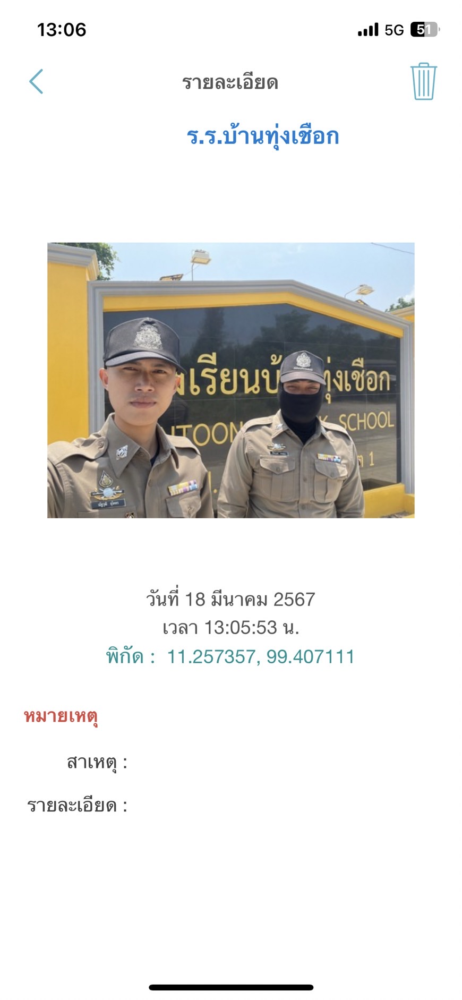 13:06
5G 51
รายละเอียด
ร.ร.บ้านทุ่งเชือก
เรียนบ้ ทุ่งเชือก
TOON SCHOOL
1
วันที่ 18 มีนาคม 2567
เวลา 13:05:53 น.
พิกัด : 11.257357, 99.407111
หมายเหตุ
สาเหตุ :
รายละเอียด :